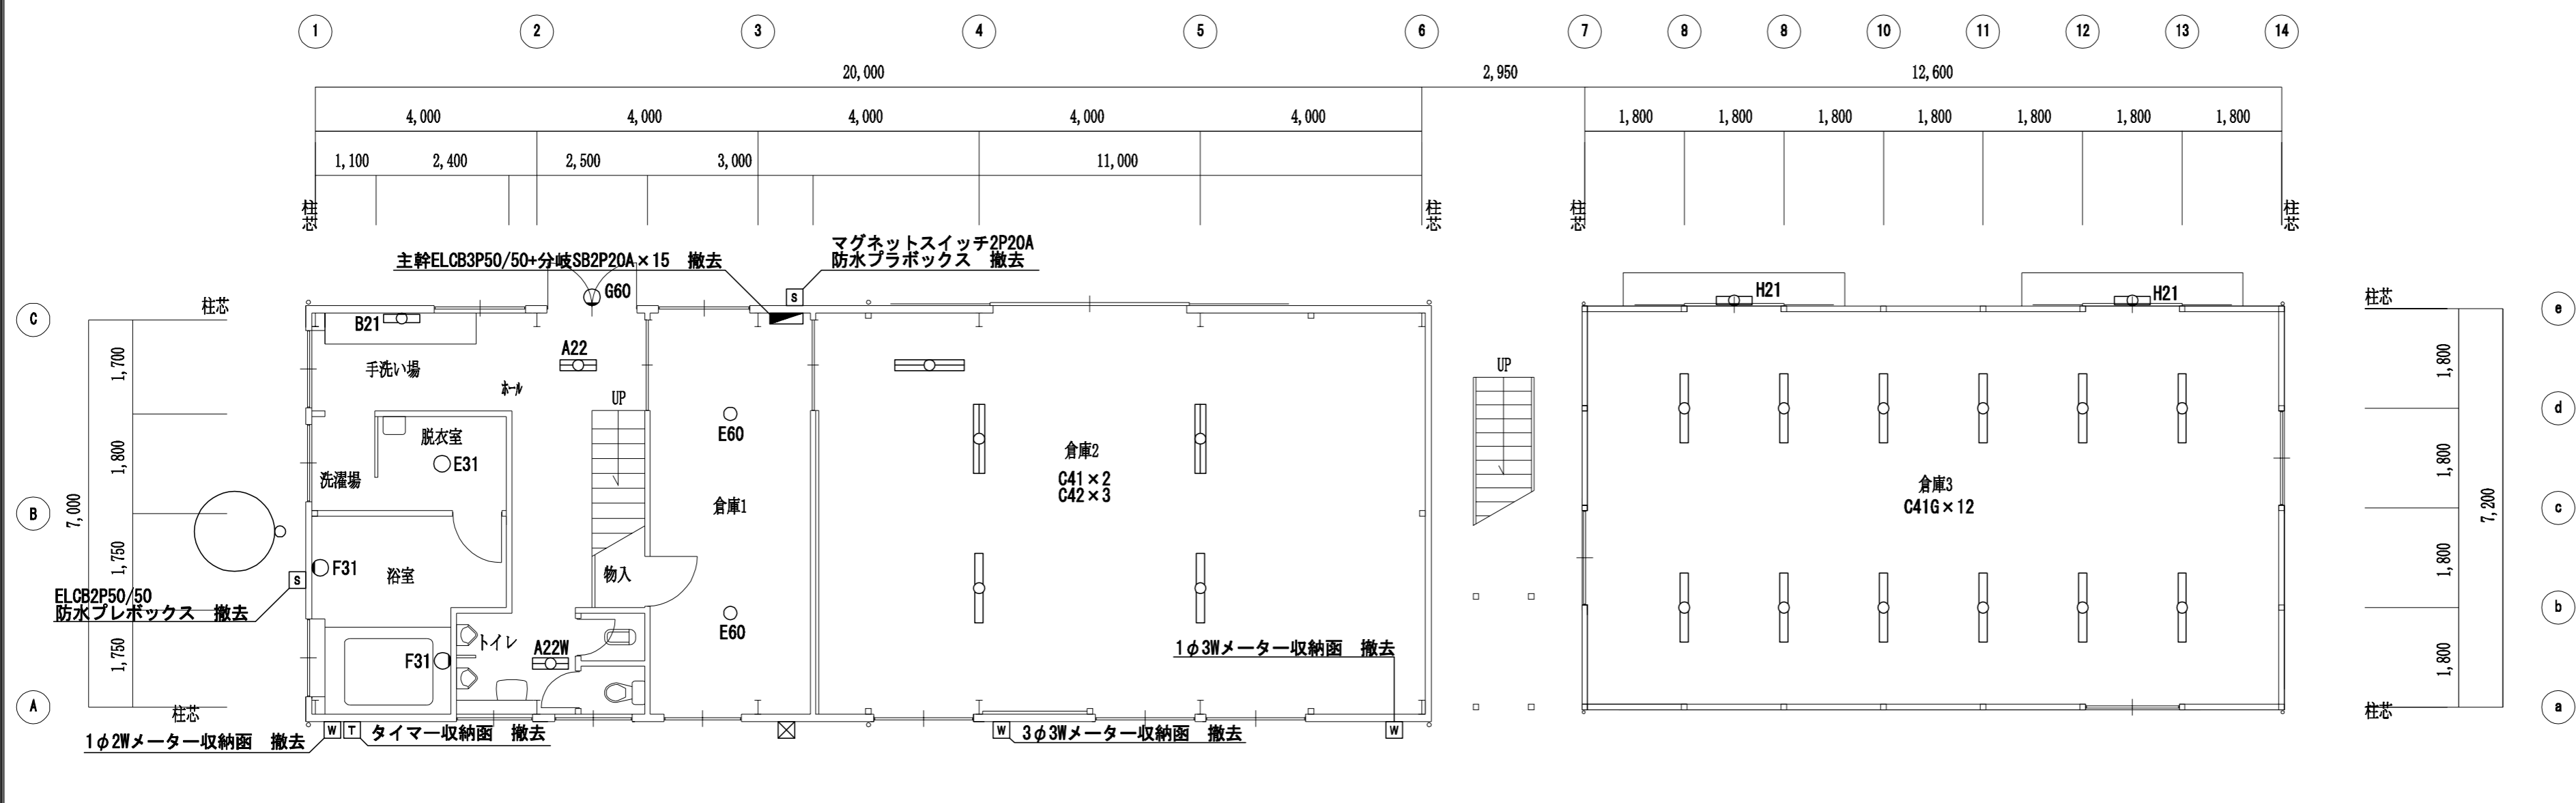 1 2 3 4 5 6 7 8 8 10 11 12 13 14
20,000 2,950 12,600
4,000 4,000 4,000 4,000 4,000 1,800 1,800 1,800 1,800 1,800 1,800 1,800
1,100 2,400 2,500 3,000 11,000
柱芯 柱芯 柱芯 柱芯
主幹ELCB3P50/50+分岐SB2P20A×15 撤去
マグネットスイッチ2P20A
防水プラボックス 撤去
S
G60
H21 H21
柱芯 柱芯
C e
B21
A22
手洗い場
ホール
UP UP
1,700 1,800
d
E60
脱衣室
E31
洗濯場
1,800 1,800
倉庫2
C41×2
C42×3
倉庫3
C41G×12
倉庫1
7,000 7,200
B c
F31
浴室
物入
S
1,750 1,800
ELCB2P50/50
防水プレボックス 撤去
b
E60
トイレ
A22W
F31
1φ3Wメーター収納函 撤去
1,750 1,800
A a
柱芯 柱芯
W T W W
1φ2Wメーター収納函 撤去
タイマー収納函 撤去
3φ3Wメーター収納函 撤去